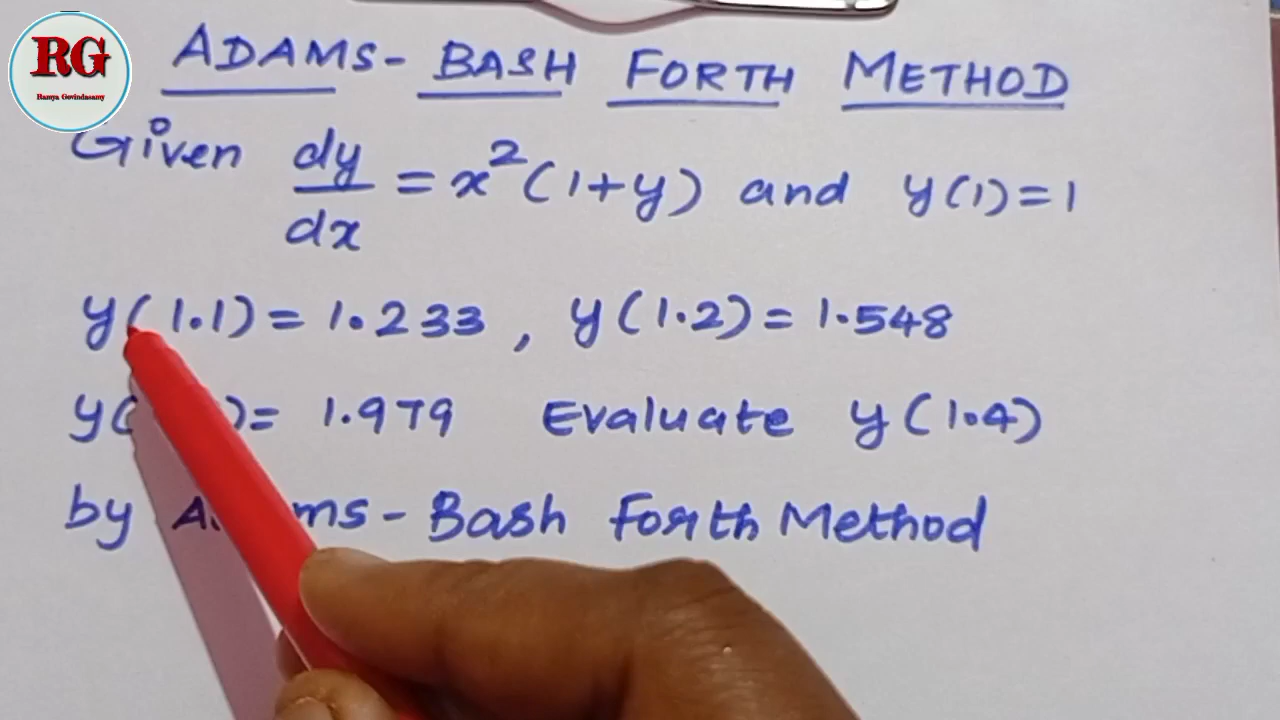 RG
Ramya Govindasamy
ADAMS - BASH FORTH METHOD
Given dy/dx = x²(1+y) and y(1)=1
y(1.1)= 1.233 , y(1.2)= 1.548
y( )= 1.979 Evaluate y(1.4)
by - Bash Forth Method